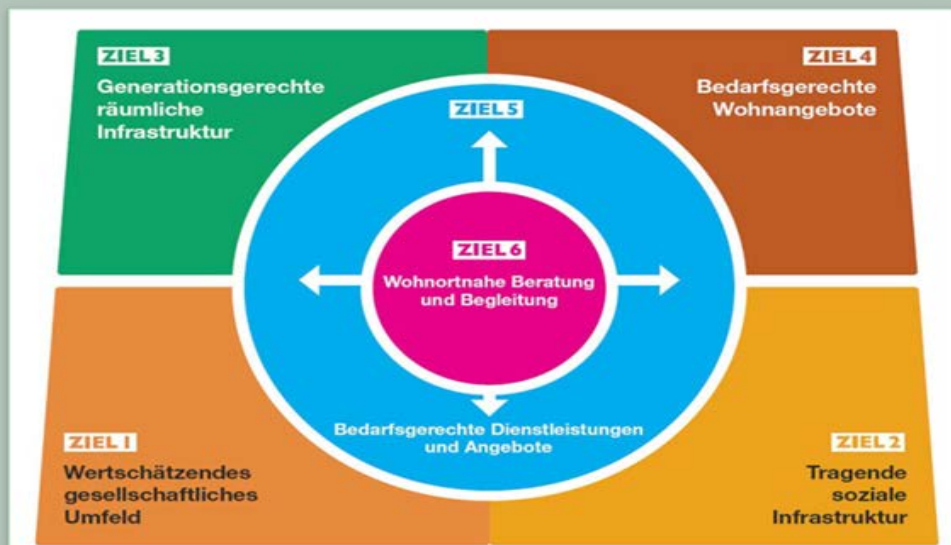 ZIEL 3
Generationsgerechte
räumliche
Infrastruktur
ZIEL 4
Bedarfsgerechte
Wohnangebote
ZIEL 5
ZIEL 6
Wohnortnahe Beratung
und Begleitung
Bedarfsgerechte Dienstleistungen
und Angebote
ZIEL 1
Wertschätzendes
gesellschaftliches
Umfeld
ZIEL 2
Tragende
soziale
Infrastruktur